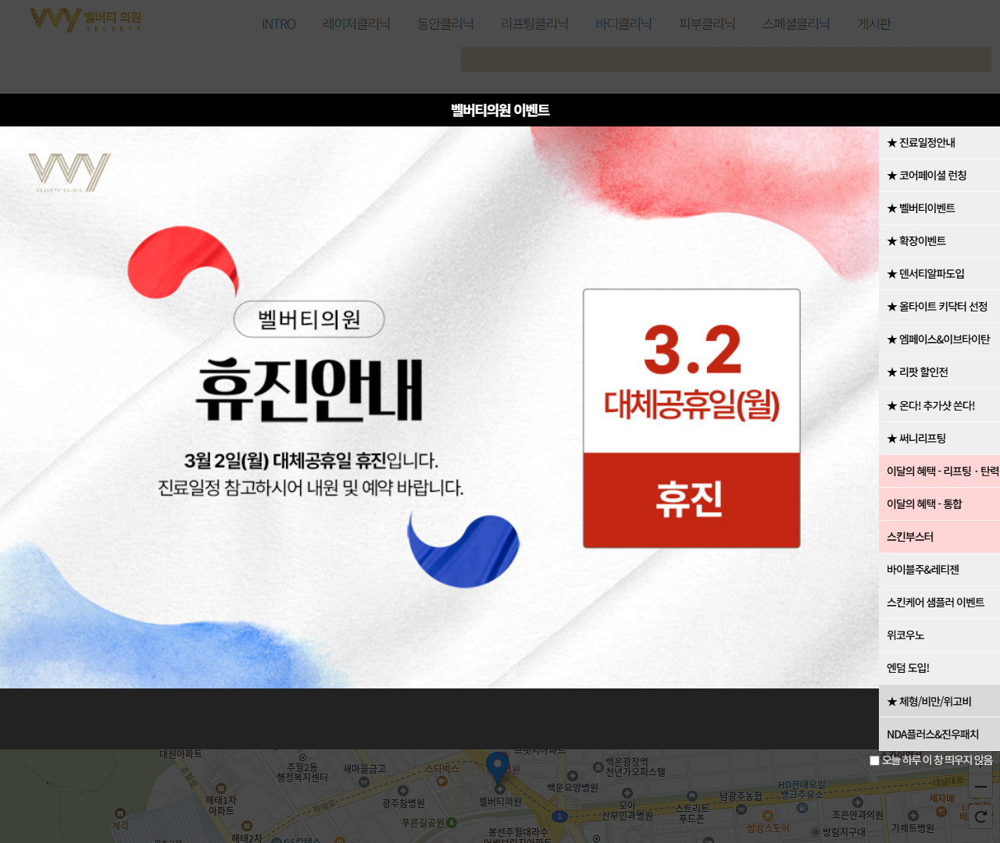 벨버티 의원
VELVETY
INTRO
레이저클리닉
동안클리닉
리프팅클리닉
바디클리닉
피부클리닉
스페셜클리닉
게시판
벨버티의원 이벤트
VELVETY CLINIC
벨버티의원
휴진안내
3월 2일(월) 대체공휴일 휴진입니다.
진료일정 참고하시어 내원 및 예약 바랍니다.
3.2
대체공휴일(월)
휴진
★ 진료일정안내
★ 코어페이셜 런칭
★ 벨버티이벤트
★ 확장이벤트
★ 덴서티알파도입
★ 올타이트 키닥터 선정
★ 엠페이스&이브타이탄
★ 리팟 할인전
★ 온다! 추가샷 쏜다!
★ 써니리프팅
이달의 혜택 - 리프팅 · 탄력
이달의 혜택 - 통합
스킨부스터
바이블주&레티젠
스킨케어 샘플러 이벤트
위코우노
엔덤 도입!
★ 체형/비만/위고비
NDA플러스&진우패치
오늘 하루 이 창 띄우지 않음
대원아파트
주월2동
행정복지센터
새마을금고
스타벅스
백운광장역
천년가오피스텔
주월로
해태1차
아파트
화재로
광주참병원
벨버티의원
백운요양병원
HD현대오일
뱅크주유소
대남대로
남광주농협
세자매
모아
산부인과병원
스트리트
푸드존
조은안과의원
제각
푸르길공원
1
삼성스토어
가제트병원
방림지구대
해태2차
GS칼텍스
봉선주월대라수